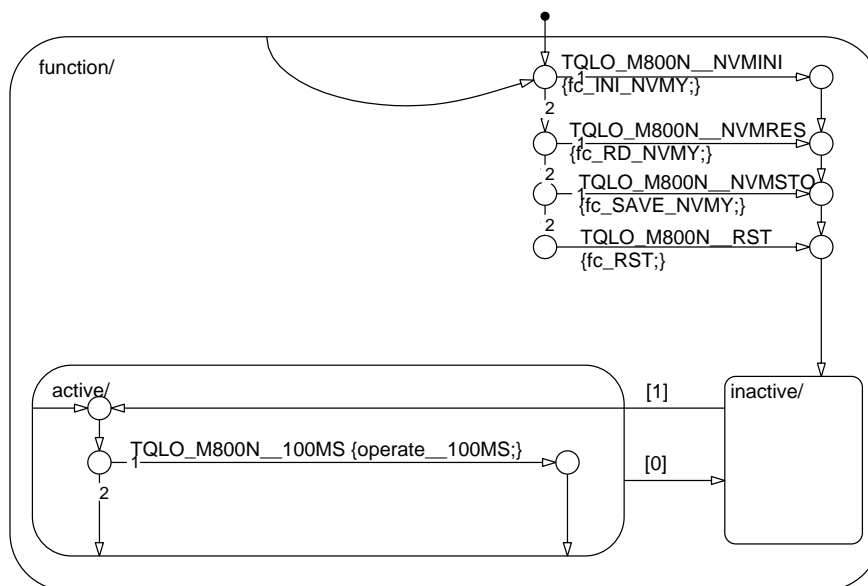 function/
TQLO_M800N__NVMINI
1
{fc_INI_NVMY;}
2
TQLO_M800N__NVMRES
1
{fc_RD_NVMY;}
2
TQLO_M800N__NVMSTO
1
{fc_SAVE_NVMY;}
2
TQLO_M800N__RST
{fc_RST;}
active/
[1]
inactive/
TQLO_M800N__100MS {operate__100MS;}
1
[0]
2